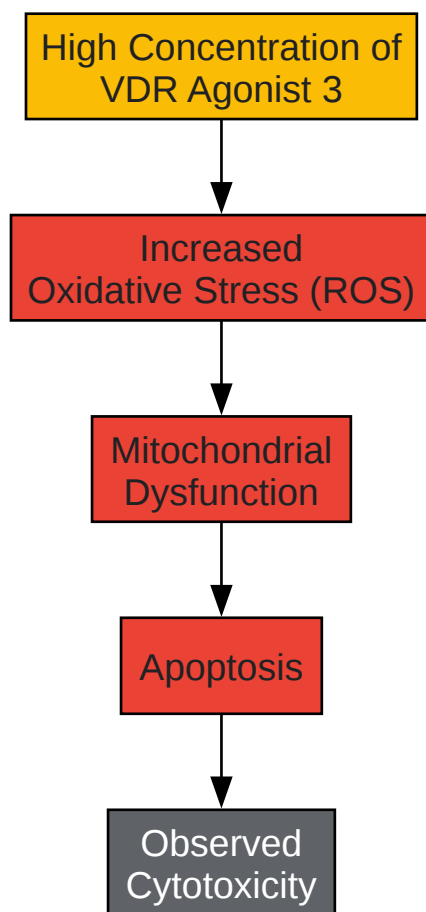 High Concentration of
VDR Agonist 3
Increased
Oxidative Stress (ROS)
Mitochondrial
Dysfunction
Apoptosis
Observed
Cytotoxicity